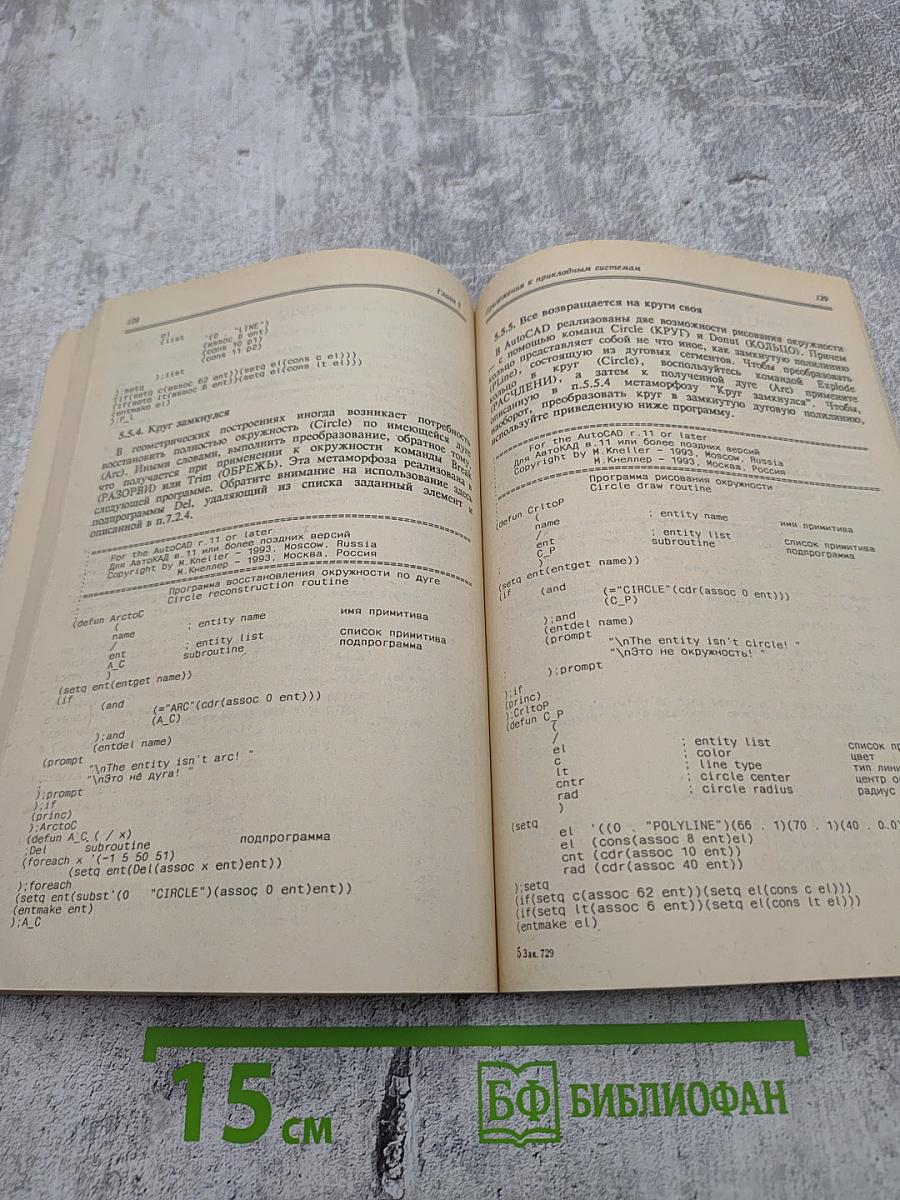 Глава 5
el
(list '(0 . "LINE")
(assoc 8 ent)
(cons 10 p1)
(cons 11 p2)
);list
);setq
(if(setq c(assoc 62 ent))(setq el(cons c el)))
(if(setq lt(assoc 6 ent))(setq el(cons lt el)))
(entmake el)
);P_L
5.5.4. Круг замкнулся
В геометрических построениях иногда возникает потребность
восстановить полностью окружность (Circle) по имеющейся дуге
(Arc). Иными словами, выполнить преобразование, обратное тому,
что получается при применении к окружности команды Break
(РАЗОРВИ) или Trim (ОБРЕЖЬ). Эта метаморфоза реализована в
следующей программе. Обратите внимание на использование здесь
подпрограммы Del, удаляющий из списка заданный элемент и
описанной в п.7.2.4.
For the AutoCAD r.11 or later
Для АвтоКАД в.11 или более поздних версий
Copyright by M.Kneller - 1993, Moscow, Russia
М.Кнеллер - 1993, Москва, Россия
Программа восстановления окружности по дуге
Circle reconstruction routine
(defun ArctoC
(
name ; entity name имя примитива
/
ent ; entity list список примитива
A_C subroutine подпрограмма
)
(setq ent(entget name))
(if (and
(="ARC"(cdr(assoc 0 ent)))
(A_C)
);and
(entdel name)
(prompt
"\nThe entity isn't arc! "
"\nЭто не дуга! "
);prompt
);if
(princ)
);ArctoC
(defun A_C ( / x)
;Del subroutine подпрограмма
(foreach x '(-1 5 50 51)
(setq ent(Del(assoc x ent)ent))
);foreach
(setq ent(subst'(0 "CIRCLE")(assoc 0 ent)ent))
(entmake ent)
);A_C
Приложения к прикладным системам 129
5.5.5. Все возвращается на круги своя
В AutoCAD реализованы две возможности рисования окружности
с помощью команд Circle (КРУГ) и Donut (КОЛЬЦО). Причем
кольцо представляет собой не что иное, как замкнутую полилинию
(PLine), состоящую из дуговых сегментов. Чтобы преобразовать
кольцо в круг (Circle), воспользуйтесь командой Explode
(РАСЧЛЕНИ), а затем к полученной дуге (Arc) примените
описанную в п.5.5.4 метаморфозу "Круг замкнулся". Чтобы,
наоборот, преобразовать круг в замкнутую дуговую полилинию,
используйте приведенную ниже программу.
For the AutoCAD r.11 or later
Для АвтоКАД в.11 или более поздних версий
Copyright by M.Kneller - 1993, Moscow, Russia
М.Кнеллер - 1993, Москва, Россия
Программа рисования окружности
Circle draw routine
(defun CrltoP
(
name ; entity name имя примитива
/
ent ; entity list список примитива
C_P subroutine подпрограмма
)
(setq ent(entget name))
(if (and
(="CIRCLE"(cdr(assoc 0 ent)))
(C_P)
);and
(entdel name)
(prompt
"\nThe entity isn't circle! "
"\nЭто не окружность! "
);prompt
);if
(princ)
);CrltoP
(defun C_P
(
/
el ; entity list список
c ; color цвет
lt ; line type тип
cntr ; circle center центр
rad ; circle radius радиус
)
(setq
el '((0 . "POLYLINE")(66 . 1)(70 . 1)(40 . 0.0)
el (cons(assoc 8 ent)el)
cnt (cdr(assoc 10 ent))
rad (cdr(assoc 40 ent))
);setq
(if(setq c(assoc 62 ent))(setq el(cons c el)))
(if(setq lt(assoc 6 ent))(setq el(cons lt el)))
(entmake el)
5 Зак. 729
15 см
БФ БИБЛИОФАН